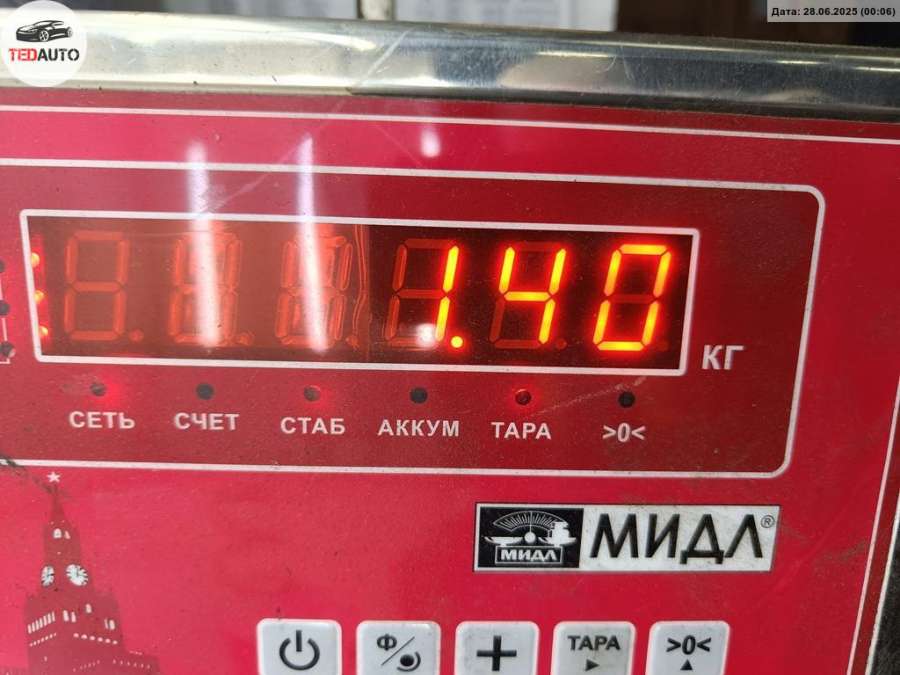 Дата: 28.06.2025 (00:06)
TEDAUTO
1.40
КГ
СЕТЬ СЧЕТ СТАБ АККУМ ТАРА >0<
МИДЛ МИДЛ®
Ф/ + ТАРА >0<